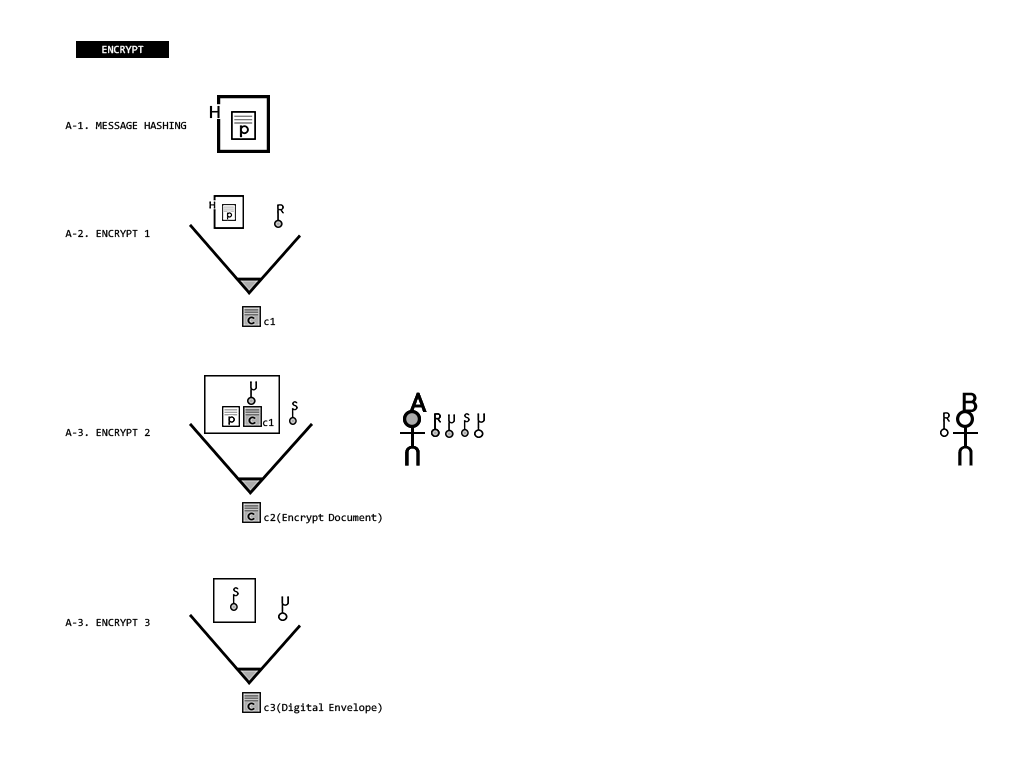 ENCRYPT
A-1. MESSAGE HASHING
H
p
A-2. ENCRYPT 1
H
p
R
C c1
A-3. ENCRYPT 2
μ
p
C c1
S
C c2(Encrypt Document)
A
R μ S μ
R
B
A-3. ENCRYPT 3
S
μ
C c3(Digital Envelope)